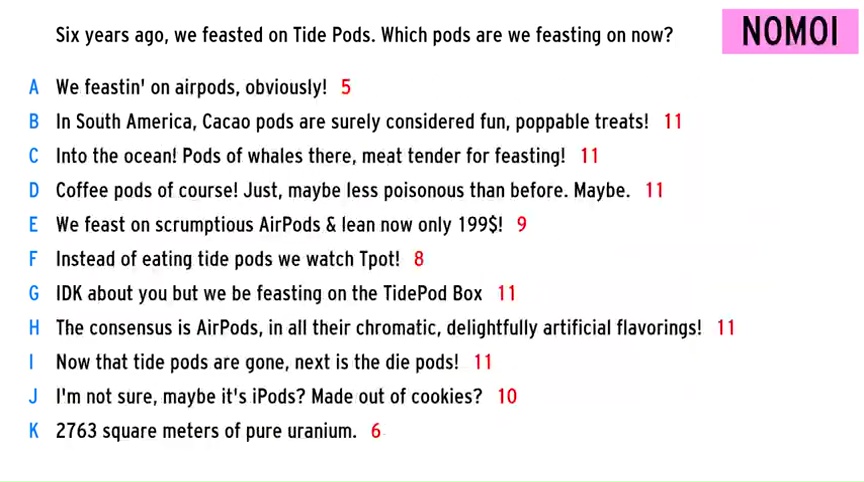 Six years ago, we feasted on Tide Pods. Which pods are we feasting on now?
NOMOI
A We feastin' on airpods, obviously! 5
B In South America, Cacao pods are surely considered fun, poppable treats! 11
C Into the ocean! Pods of whales there, meat tender for feasting! 11
D Coffee pods of course! Just, maybe less poisonous than before. Maybe. 11
E We feast on scrumptious AirPods & lean now only 199$! 9
F Instead of eating tide pods we watch Tpot! 8
G IDK about you but we be feasting on the TidePod Box 11
H The consensus is AirPods, in all their chromatic, delightfully artificial flavorings! 11
I Now that tide pods are gone, next is the die pods! 11
J I'm not sure, maybe it's iPods? Made out of cookies? 10
K 2763 square meters of pure uranium. 6